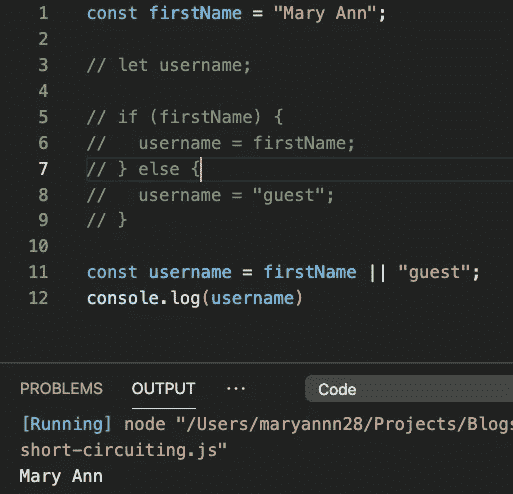 1 const firstName = "Mary Ann";
2
3 // let username;
4
5 // if (firstName) {
6 //   username = firstName;
7 // } else {
8 //   username = "guest";
9 // }
10
11 const username = firstName || "guest";
12 console.log(username)
PROBLEMS OUTPUT ··· Code
[Running] node "/Users/maryannn28/Projects/Blogs
short-circuiting.js"
Mary Ann